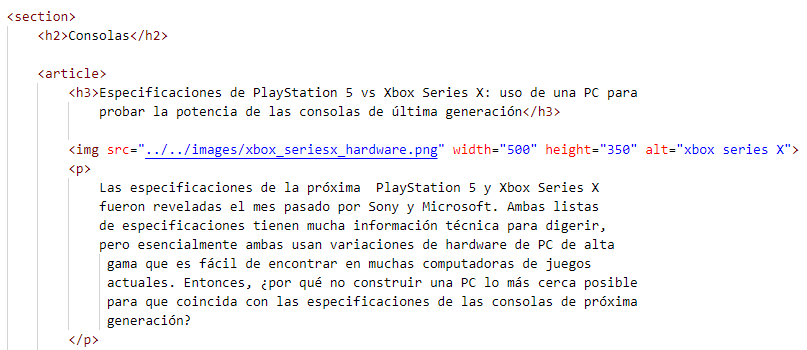 <section>
<h2>Consolas</h2>
<article>
<h3>Especificaciones de PlayStation 5 vs Xbox Series X: uso de una PC para
probar la potencia de las consolas de última generación</h3>
<img src="../../images/xbox_seriesx_hardware.png" width="500" height="350" alt="xbox series X">
<p>
Las especificaciones de la próxima  PlayStation 5 y Xbox Series X
fueron reveladas el mes pasado por Sony y Microsoft. Ambas listas
de especificaciones tienen mucha información técnica para digerir,
pero esencialmente ambas usan variaciones de hardware de PC de alta
gama que es fácil de encontrar en muchas computadoras de juegos
actuales. Entonces, ¿por qué no construir una PC lo más cerca posible
para que coincida con las especificaciones de las consolas de próxima
generación?
</p>